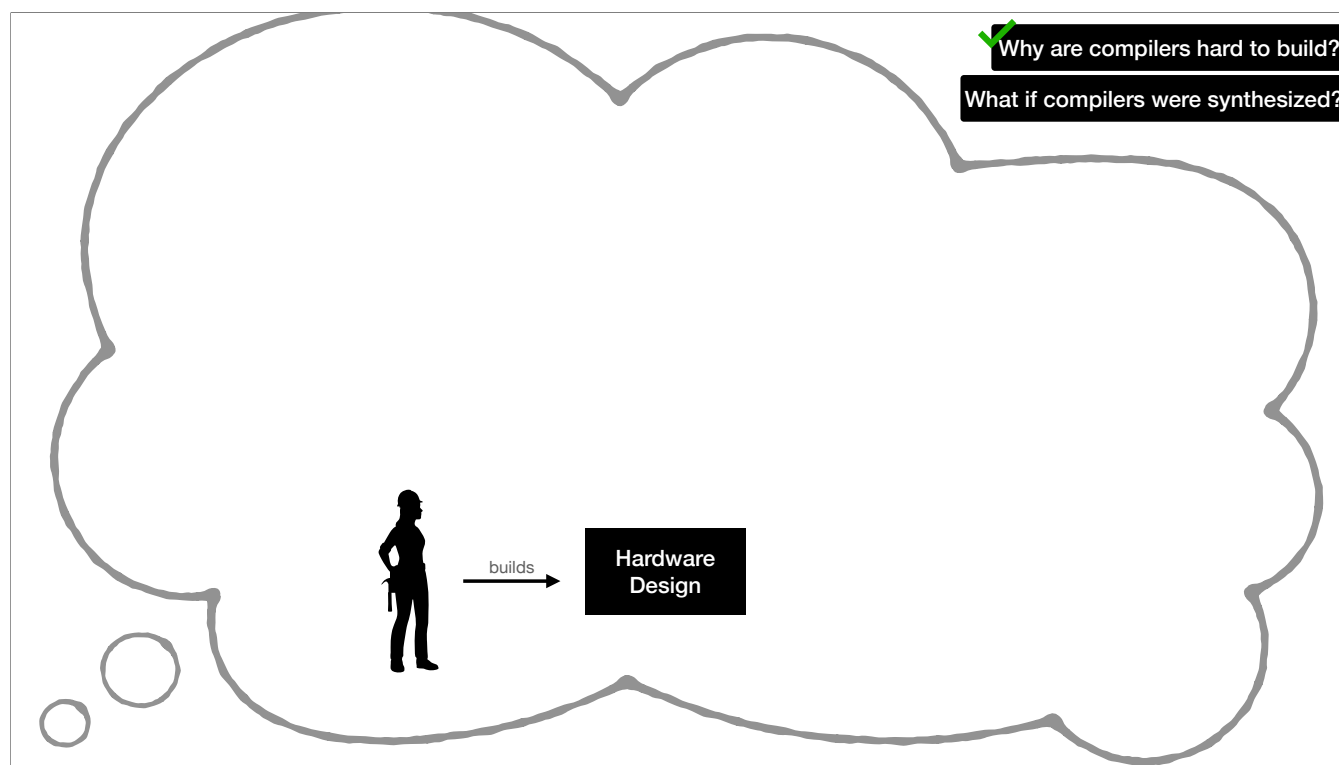 Why are compilers hard to build?
What if compilers were synthesized?
builds
Hardware
Design